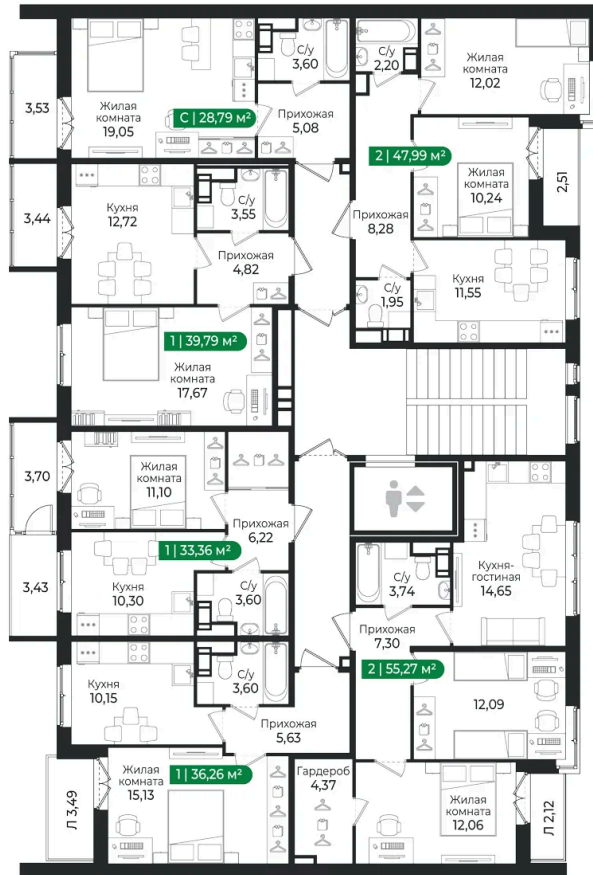 3,53
Жилая
комната
19,05
С/у
3,60
С | 28,79 м²
Прихожая
5,08
С/у
2,20
Жилая
комната
12,02
2 | 47,99 м²
Жилая
комната
10,24
2,51
3,44
Кухня
12,72
С/у
3,55
Прихожая
4,82
Прихожая
8,28
С/у
1,95
Кухня
11,55
1 | 39,79 м²
Жилая
комната
17,67
3,70
Жилая
комната
11,10
Прихожая
6,22
1 | 33,36 м²
3,43
Кухня
10,30
С/у
3,60
С/у
3,74
Кухня-
гостиная
14,65
Прихожая
7,30
2 | 55,27 м²
12,09
Кухня
10,15
С/у
3,60
Прихожая
5,63
1 | 36,26 м²
Л 3,49
Жилая
комната
15,13
Гардероб
4,37
Жилая
комната
12,06
Л 2,12